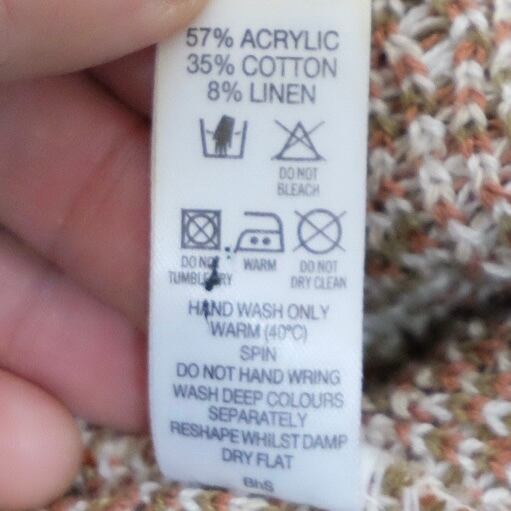 57% ACRYLIC
35% COTTON
8% LINEN
DO NOT
BLEACH
DO NOT
TUMBLE DRY
WARM
DO NOT
DRY CLEAN
HAND WASH ONLY
WARM (40°C)
SPIN
DO NOT HAND WRING
WASH DEEP COLOURS
SEPARATELY
RESHAPE WHILST DAMP
DRY FLAT
BhS